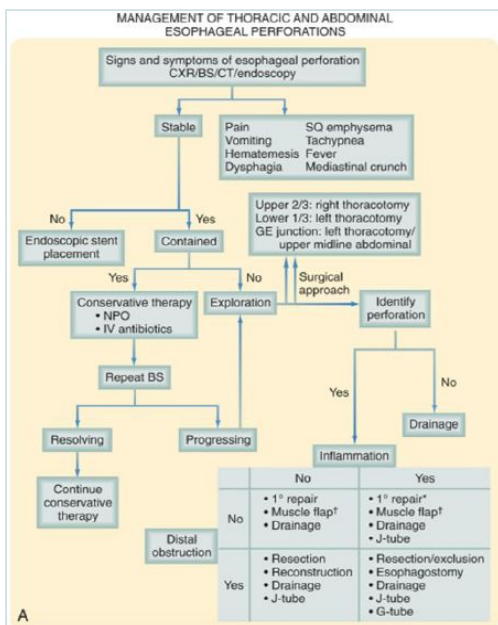 MANAGEMENT OF THORACIC AND ABDOMINAL
ESOPHAGEAL PERFORATIONS
Signs and symptoms of esophageal perforation
CXR/BS/CT/endoscopy
Stable
Pain SQ emphysema
Vomiting Tachypnea
Hematemesis Fever
Dysphagia Mediastinal crunch
Upper 2/3: right thoracotomy
Lower 1/3: left thoracotomy
GE junction: left thoracotomy/
upper midline abdominal
No
Yes
Endoscopic stent
placement
Contained
Yes
No
Surgical
approach
Conservative therapy
• NPO
• IV antibiotics
Exploration
Identify
perforation
Repeat BS
Yes
No
Drainage
Resolving
Progressing
Inflammation
Continue
conservative
therapy
No
Yes
Distal
obstruction
No
• 1° repair
• Muscle flap†
• Drainage
• 1° repair*
• Muscle flap†
• Drainage
• J-tube
Yes
• Resection
• Reconstruction
• Drainage
• J-tube
• Resection/exclusion
• Esophagostomy
• Drainage
• J-tube
• G-tube
A